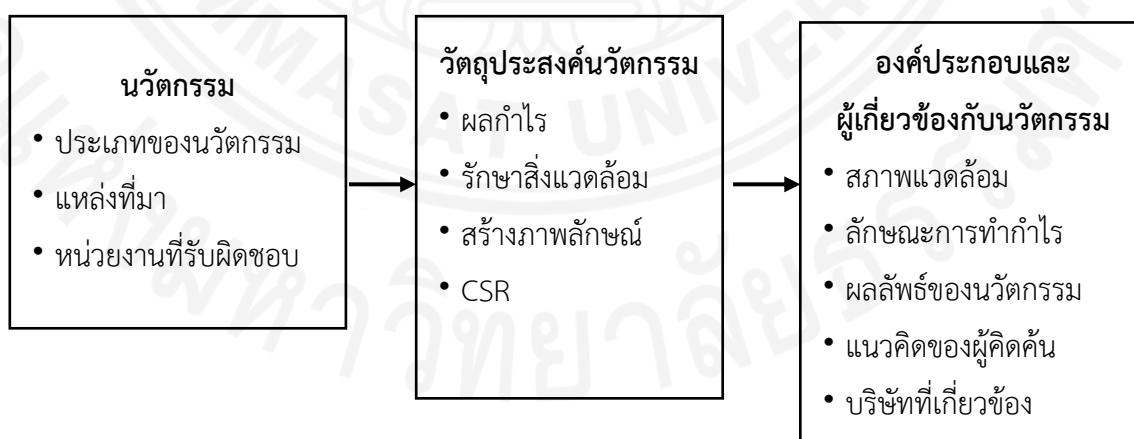 นวัตกรรม
• ประเภทของนวัตกรรม
• แหล่งที่มา
• หน่วยงานที่รับผิดชอบ
วัตถุประสงค์นวัตกรรม
• ผลกำไร
• รักษาสิ่งแวดล้อม
• สร้างภาพลักษณ์
• CSR
องค์ประกอบและ
ผู้เกี่ยวข้องกับนวัตกรรม
• สภาพแวดล้อม
• ลักษณะการทำกำไร
• ผลลัพธ์ของนวัตกรรม
• แนวคิดของผู้คิดค้น
• บริษัทที่เกี่ยวข้อง